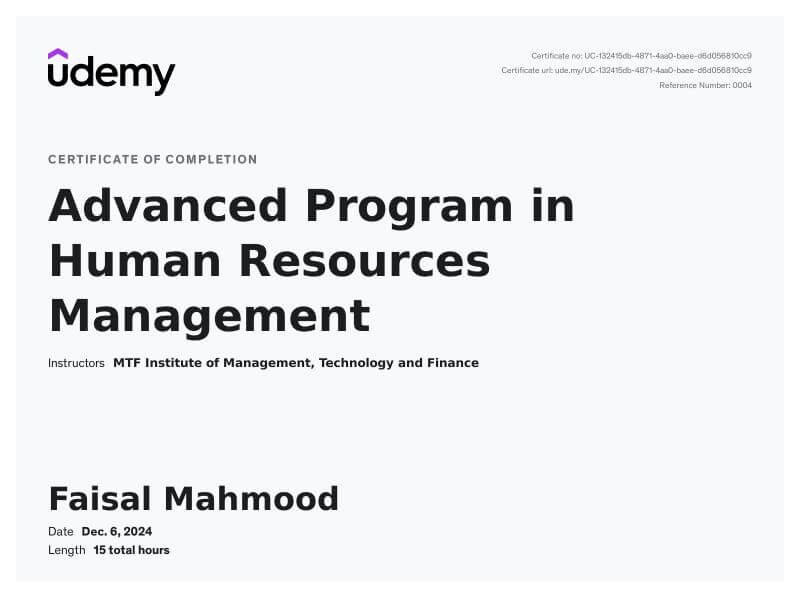 udemy
Certificate no: UC-132415db-4871-4aa0-baee-d6d056810cc9
Certificate url: ude.my/UC-132415db-4871-4aa0-baee-d6d056810cc9
Reference Number: 0004
CERTIFICATE OF COMPLETION
Advanced Program in
Human Resources
Management
Instructors MTF Institute of Management, Technology and Finance
Faisal Mahmood
Date Dec. 6, 2024
Length 15 total hours